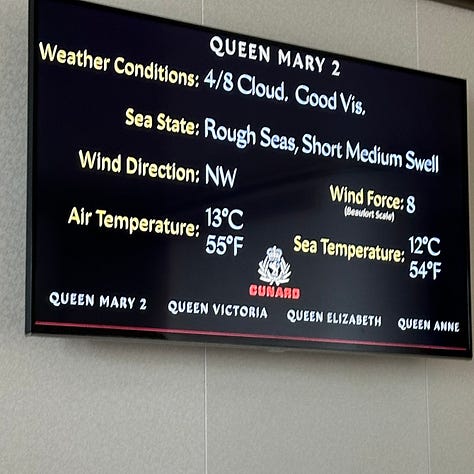 QUEEN MARY 2
Weather Conditions: 4/8 Cloud. Good Vis.
Sea State: Rough Seas, Short Medium Swell
Wind Direction: NW
Wind Force: 8
(Beaufort Scale)
Air Temperature: 13°C
55°F
Sea Temperature: 12°C
54°F
CUNARD
QUEEN MARY 2 QUEEN VICTORIA QUEEN ELIZABETH QUEEN ANNE